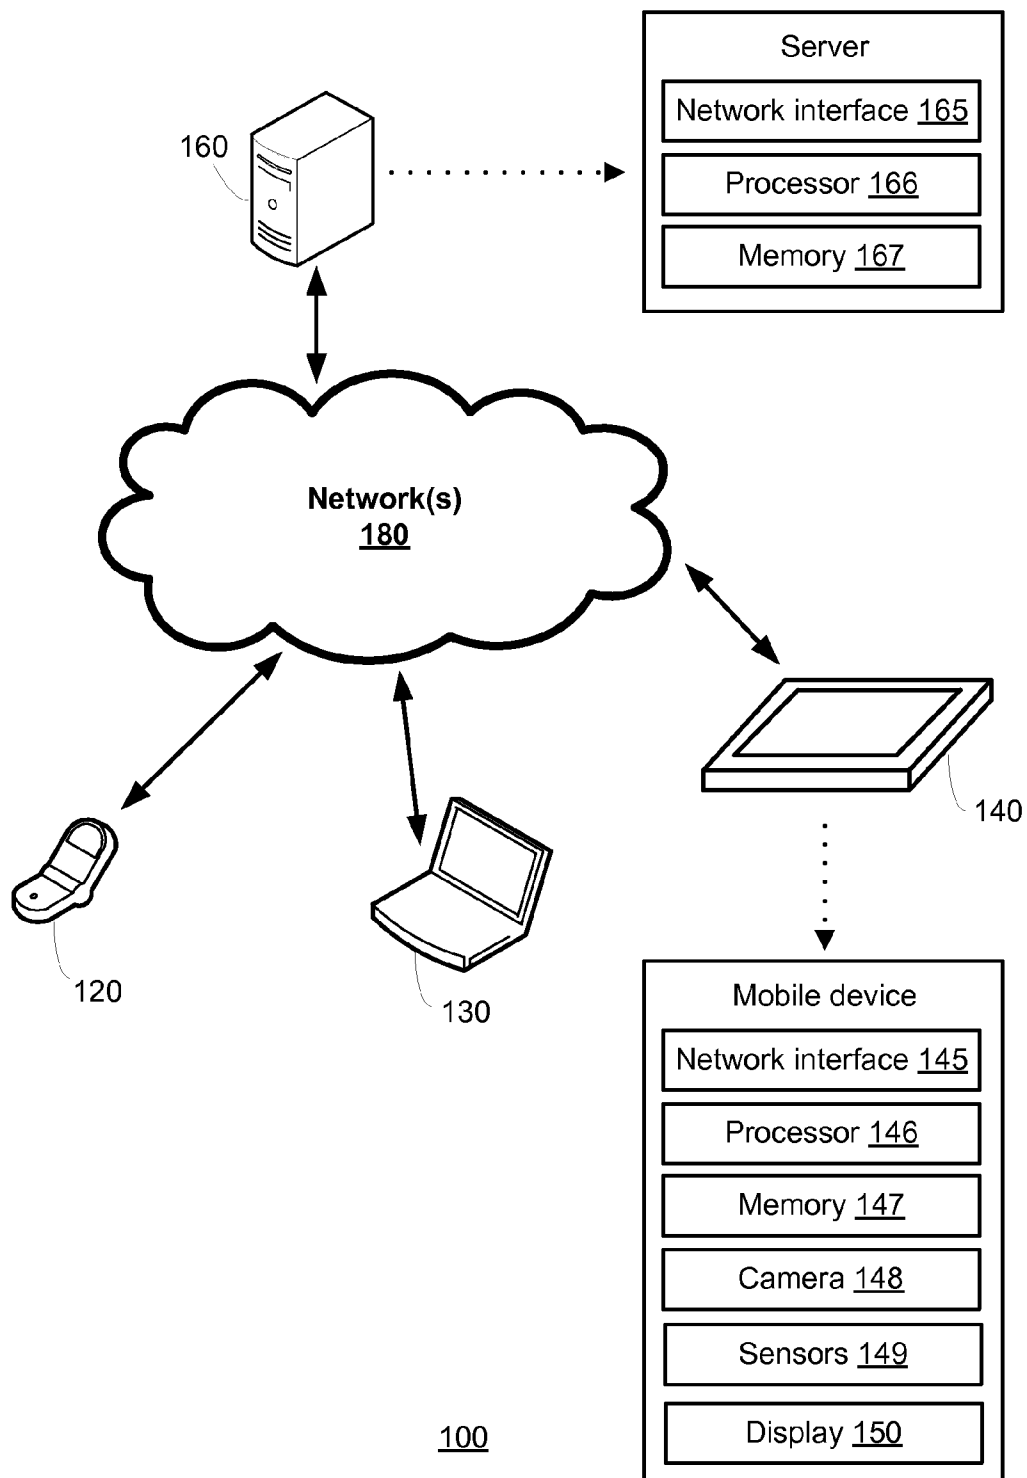 Server
Network interface 165
160
Processor 166
Memory 167
Network(s)
180
140
120
130
Mobile device
Network interface 145
Processor 146
Memory 147
Camera 148
Sensors 149
Display 150
100